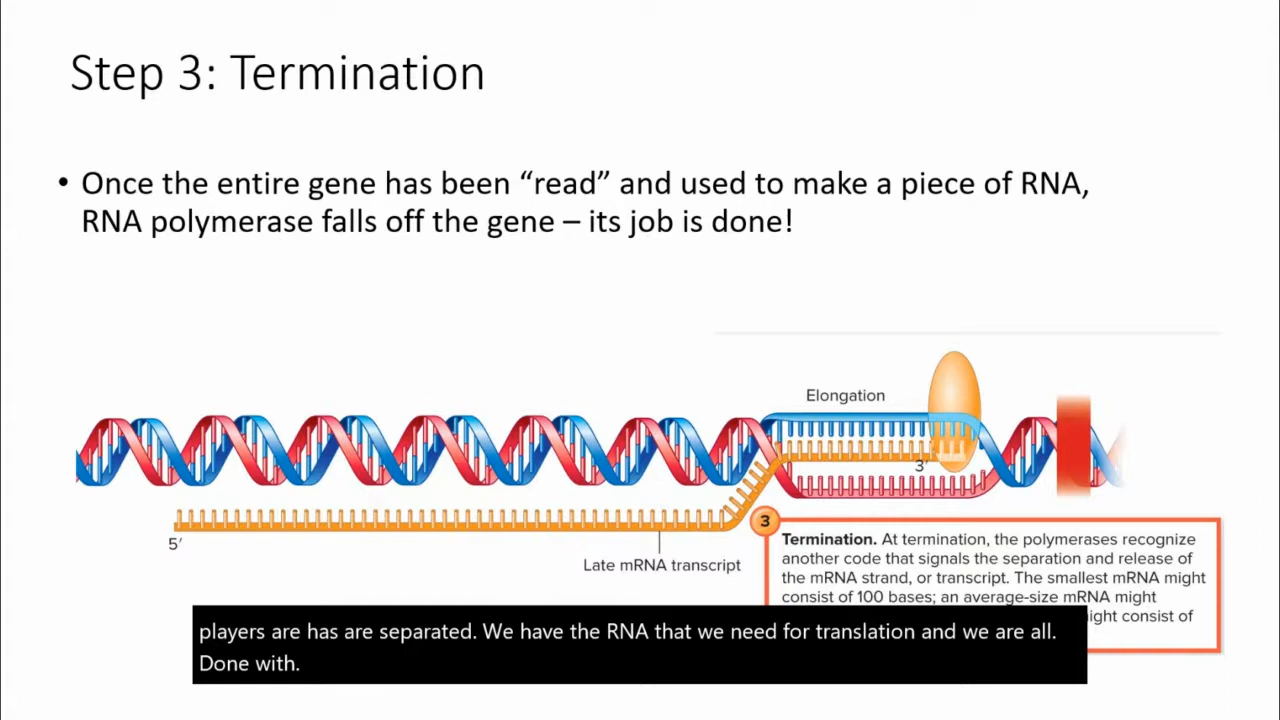 Step 3: Termination
• Once the entire gene has been “read” and used to make a piece of RNA,
RNA polymerase falls off the gene – its job is done!
Elongation
3′
5′
Late mRNA transcript
3
Termination. At termination, the polymerases recognize
another code that signals the separation and release of
the mRNA strand, or transcript. The smallest mRNA might
consist of 100 bases; an average-size mRNA might
might consist of
players are has are separated. We have the RNA that we need for translation and we are all.
Done with.